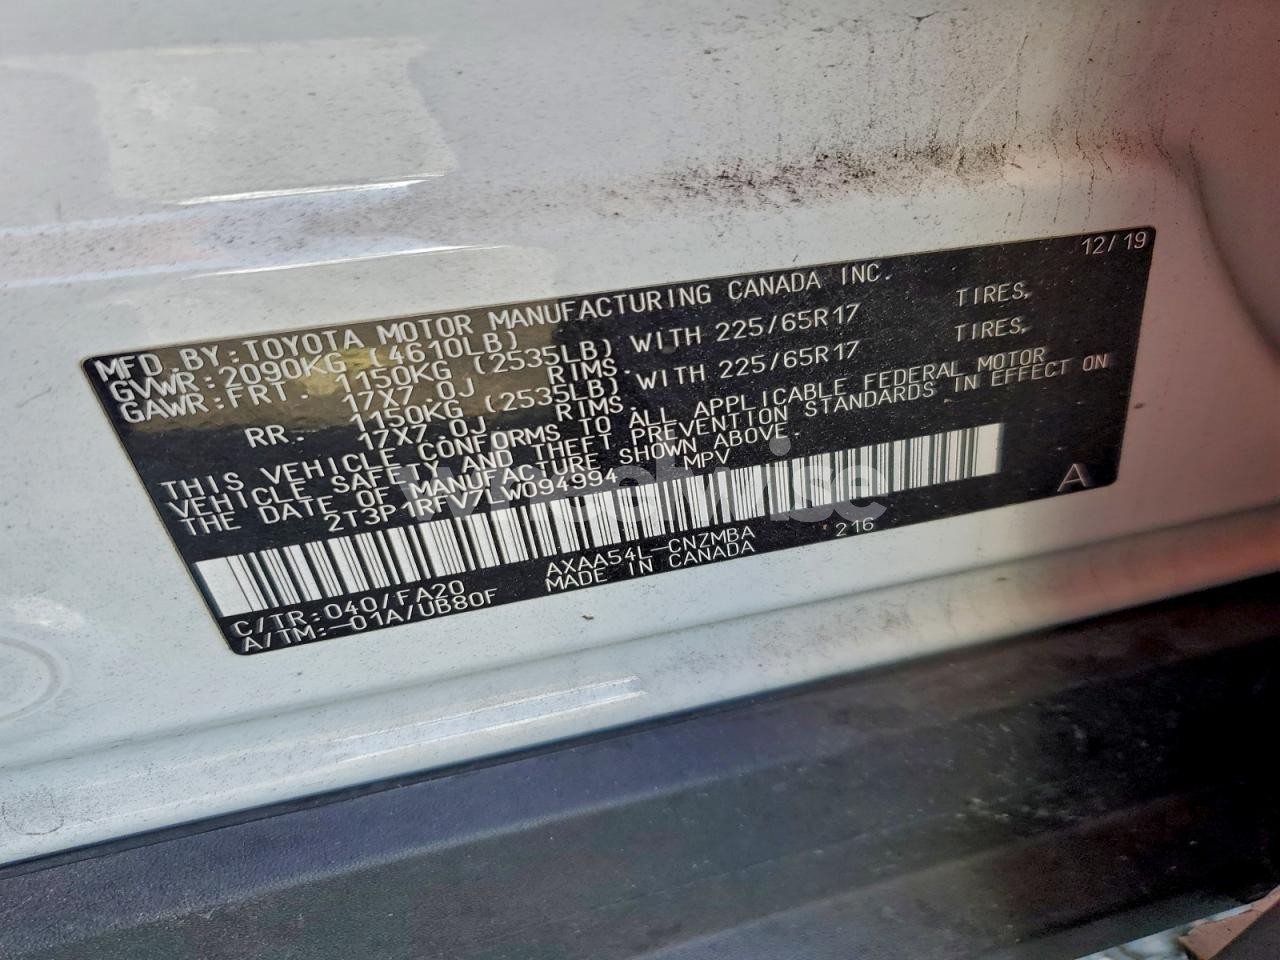 12/19
MFD.BY:TOYOTA MOTOR MANUFACTURING CANADA INC.
GVWR:2090KG(4610LB)
GAWR:FRT. 1150KG (2535LB) WITH 225/65R17 TIRES,
17X7.0J RIMS.
RR. 1150KG (2535LB) WITH 225/65R17 TIRES,
17X7.0J RIMS.
THIS VEHICLE CONFORMS TO ALL APPLICABLE FEDERAL MOTOR
VEHICLE SAFETY AND THEFT PREVENTION STANDARDS IN EFFECT ON
THE DATE OF MANUFACTURE SHOWN ABOVE.
2T3P1RFV7LW094994 MPV
A
C/TR:040/FA20 AXAA54L-CNZMBA 216
A/TM:-01A/UB80F MADE IN CANADA